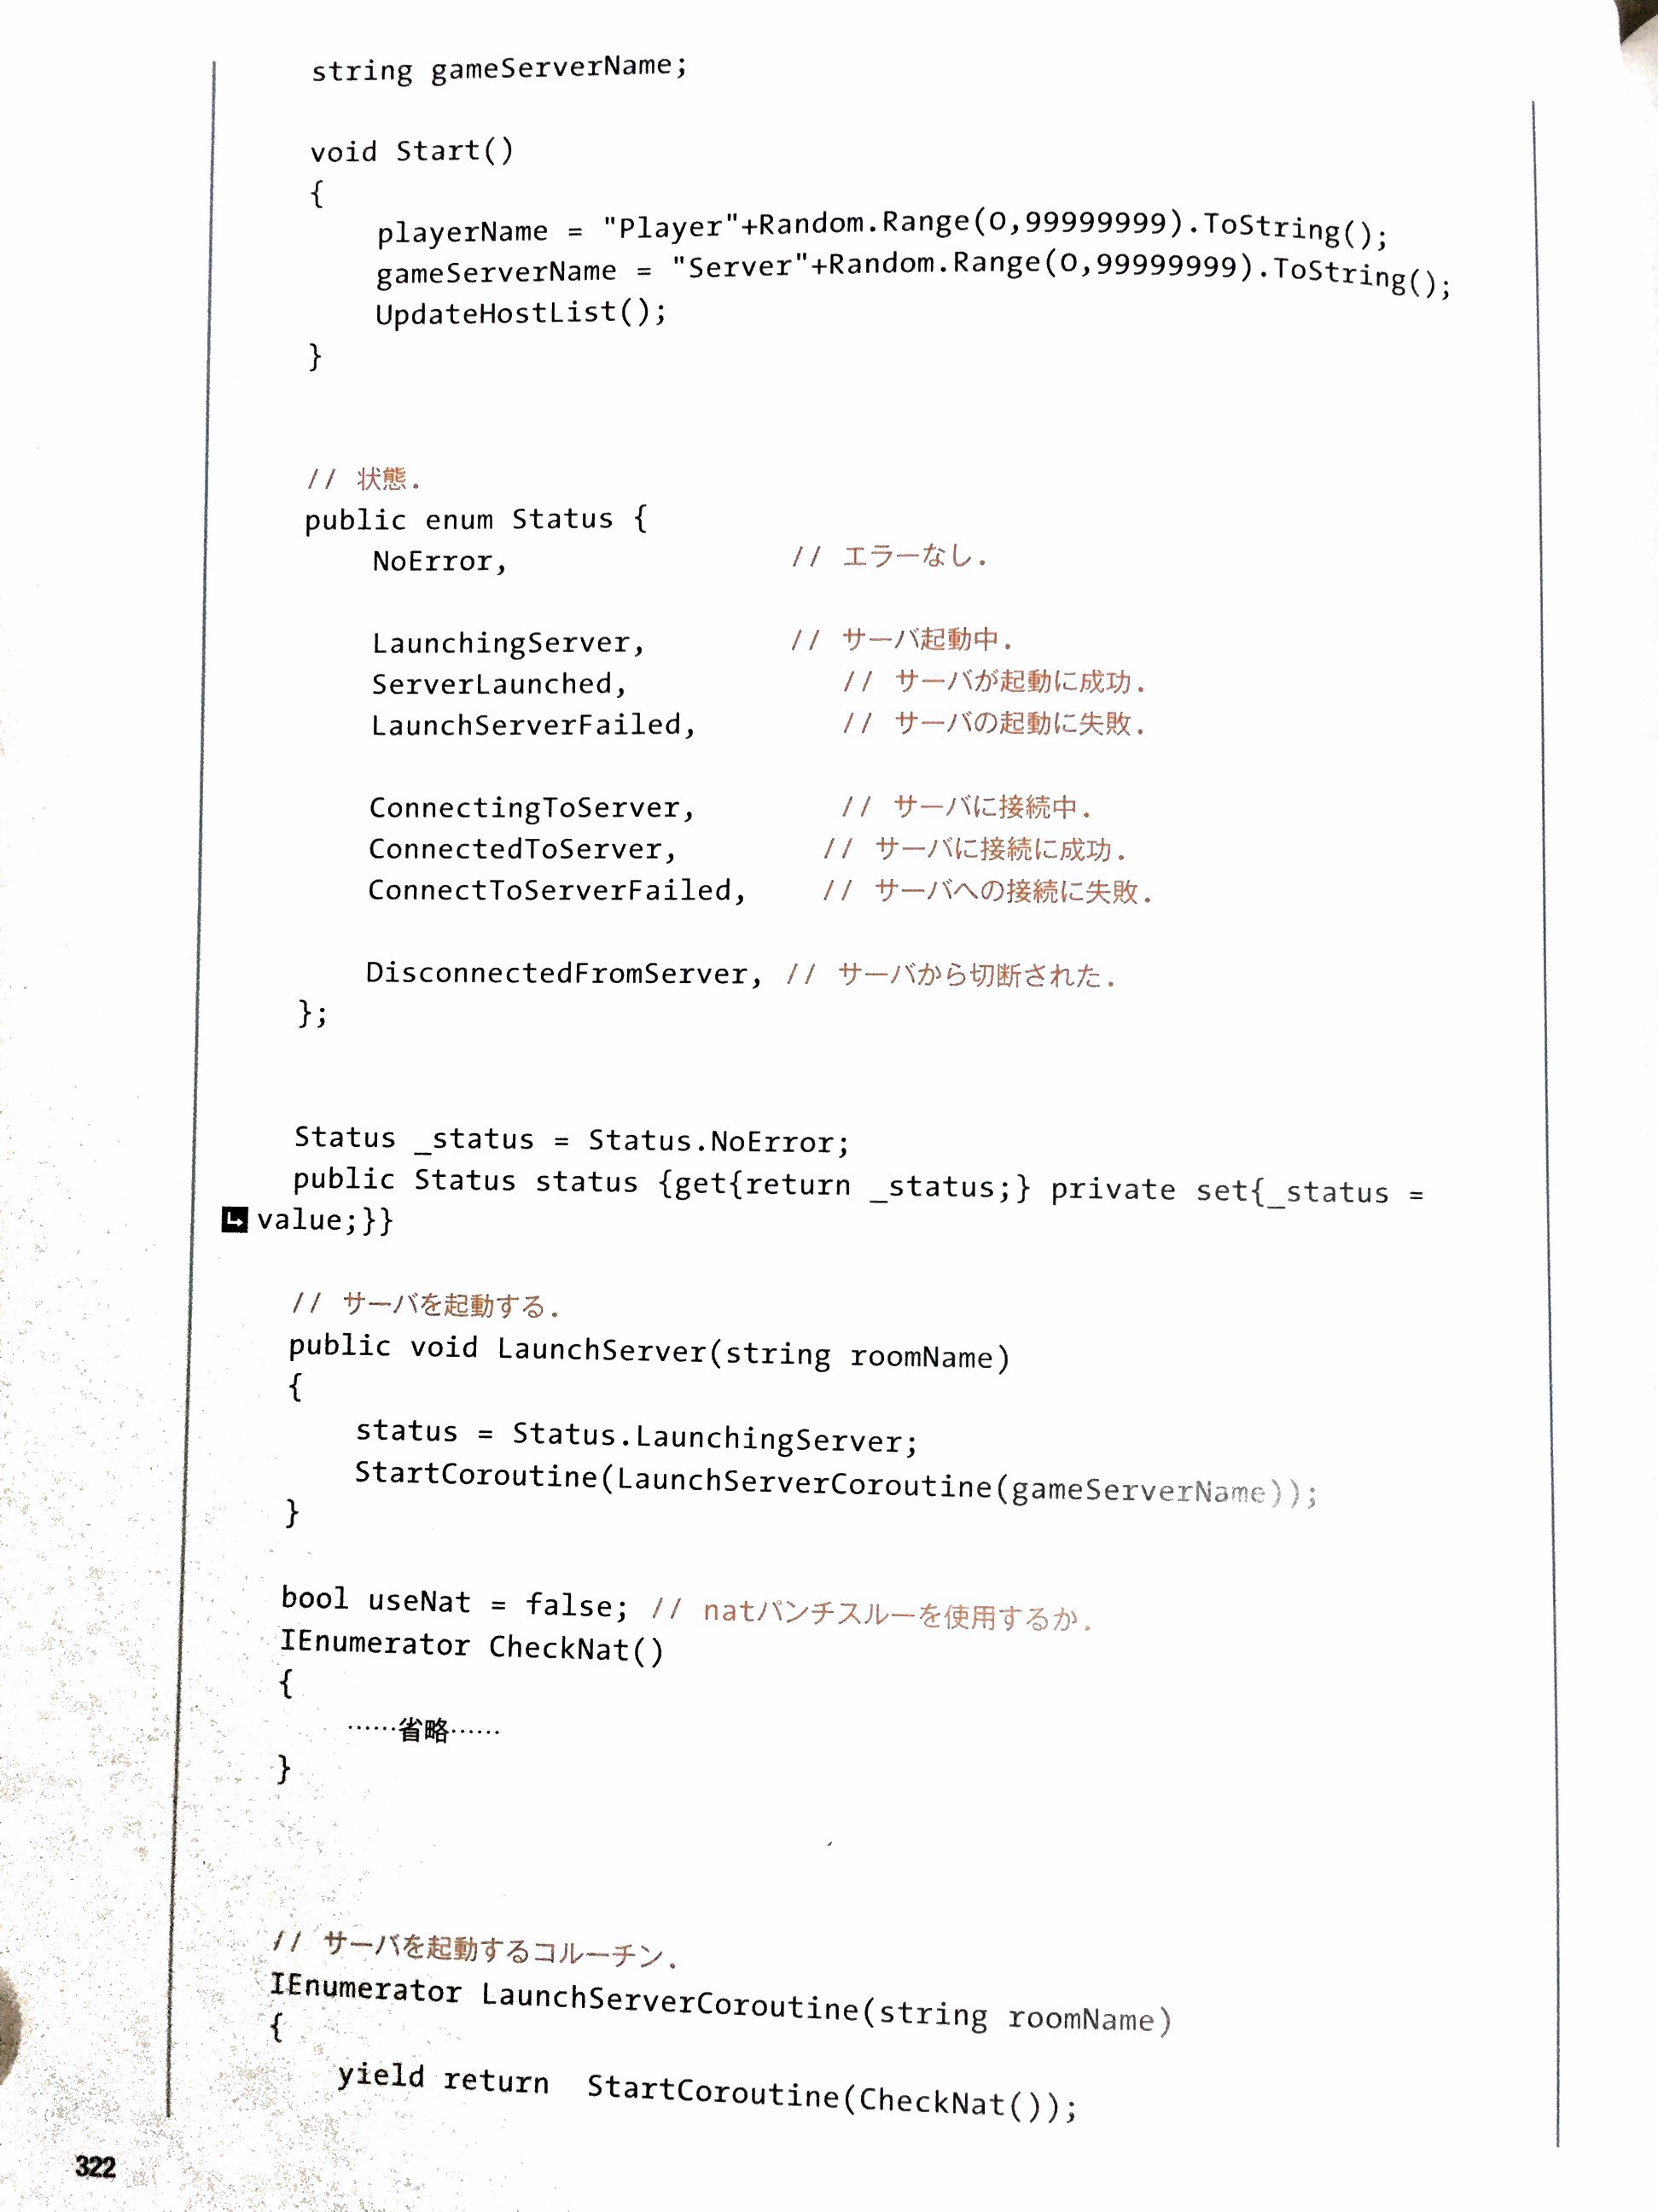 string gameServerName;
void Start()
{
playerName = "Player"+Random.Range(0,99999999).ToString();
gameServerName = "Server"+Random.Range(0,99999999).ToString();
UpdateHostList();
}
// 状態.
public enum Status {
NoError, // エラーなし.
LaunchingServer, // サーバ起動中.
ServerLaunched, // サーバが起動に成功.
LaunchServerFailed, // サーバの起動に失敗.
ConnectingToServer, // サーバに接続中.
ConnectedToServer, // サーバに接続に成功.
ConnectToServerFailed, // サーバへの接続に失敗.
DisconnectedFromServer, // サーバから切断された.
};
Status _status = Status.NoError;
public Status status {get{return _status;} private set{_status =
value;}}
// サーバを起動する.
public void LaunchServer(string roomName)
{
status = Status.LaunchingServer;
StartCoroutine(LaunchServerCoroutine(gameServerName));
}
bool useNat = false; // natパンチスルーを使用するか.
IEnumerator CheckNat()
{
……省略……
}
// サーバを起動するコルーチン.
IEnumerator LaunchServerCoroutine(string roomName)
{
yield return StartCoroutine(CheckNat());
322